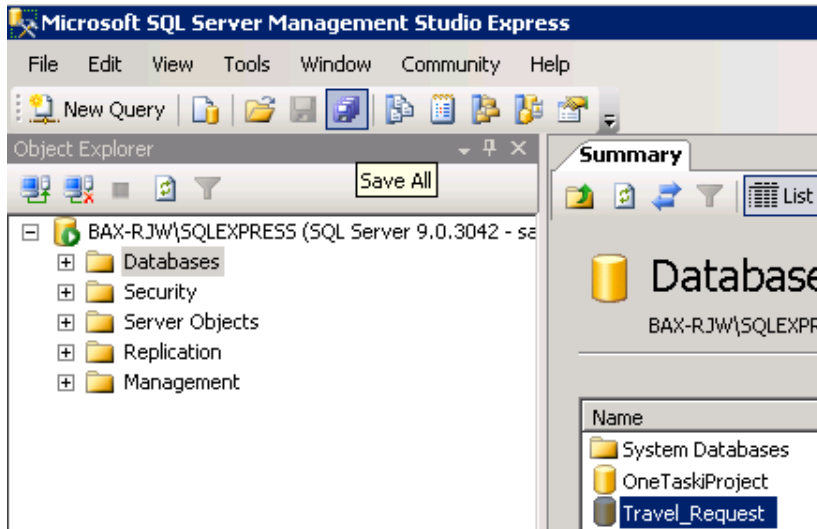 Microsoft SQL Server Management Studio Express
File Edit View Tools Window Community Help
New Query
Object Explorer
Save All
Summary
List
BAX-RJW\SQLEXPRESS (SQL Server 9.0.3042 - sa
Databases
Security
Server Objects
Replication
Management
Database
BAX-RJW\SQLEXPR
Name
System Databases
OneTaskiProject
Travel_Request